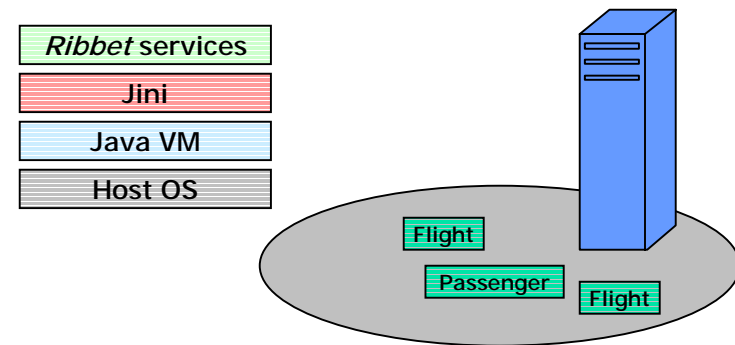 Ribbet services
Jini
Java VM
Host OS
Flight
Passenger
Flight